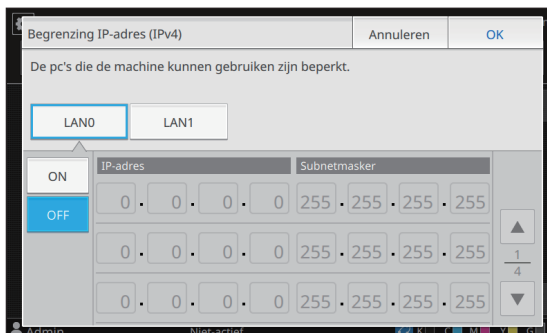 Begrenzing IP-adres (IPv4) Annuleren OK
De pc's die de machine kunnen gebruiken zijn beperkt.
LAN0 LAN1
ON IP-adres Subnetmasker
0. 0. 0. 0 255. 255. 255. 255
OFF
0. 0. 0. 0 255. 255. 255. 255
1
4
0. 0. 0. 0 255. 255. 255. 255
Admin Niet-actief K C M Y G